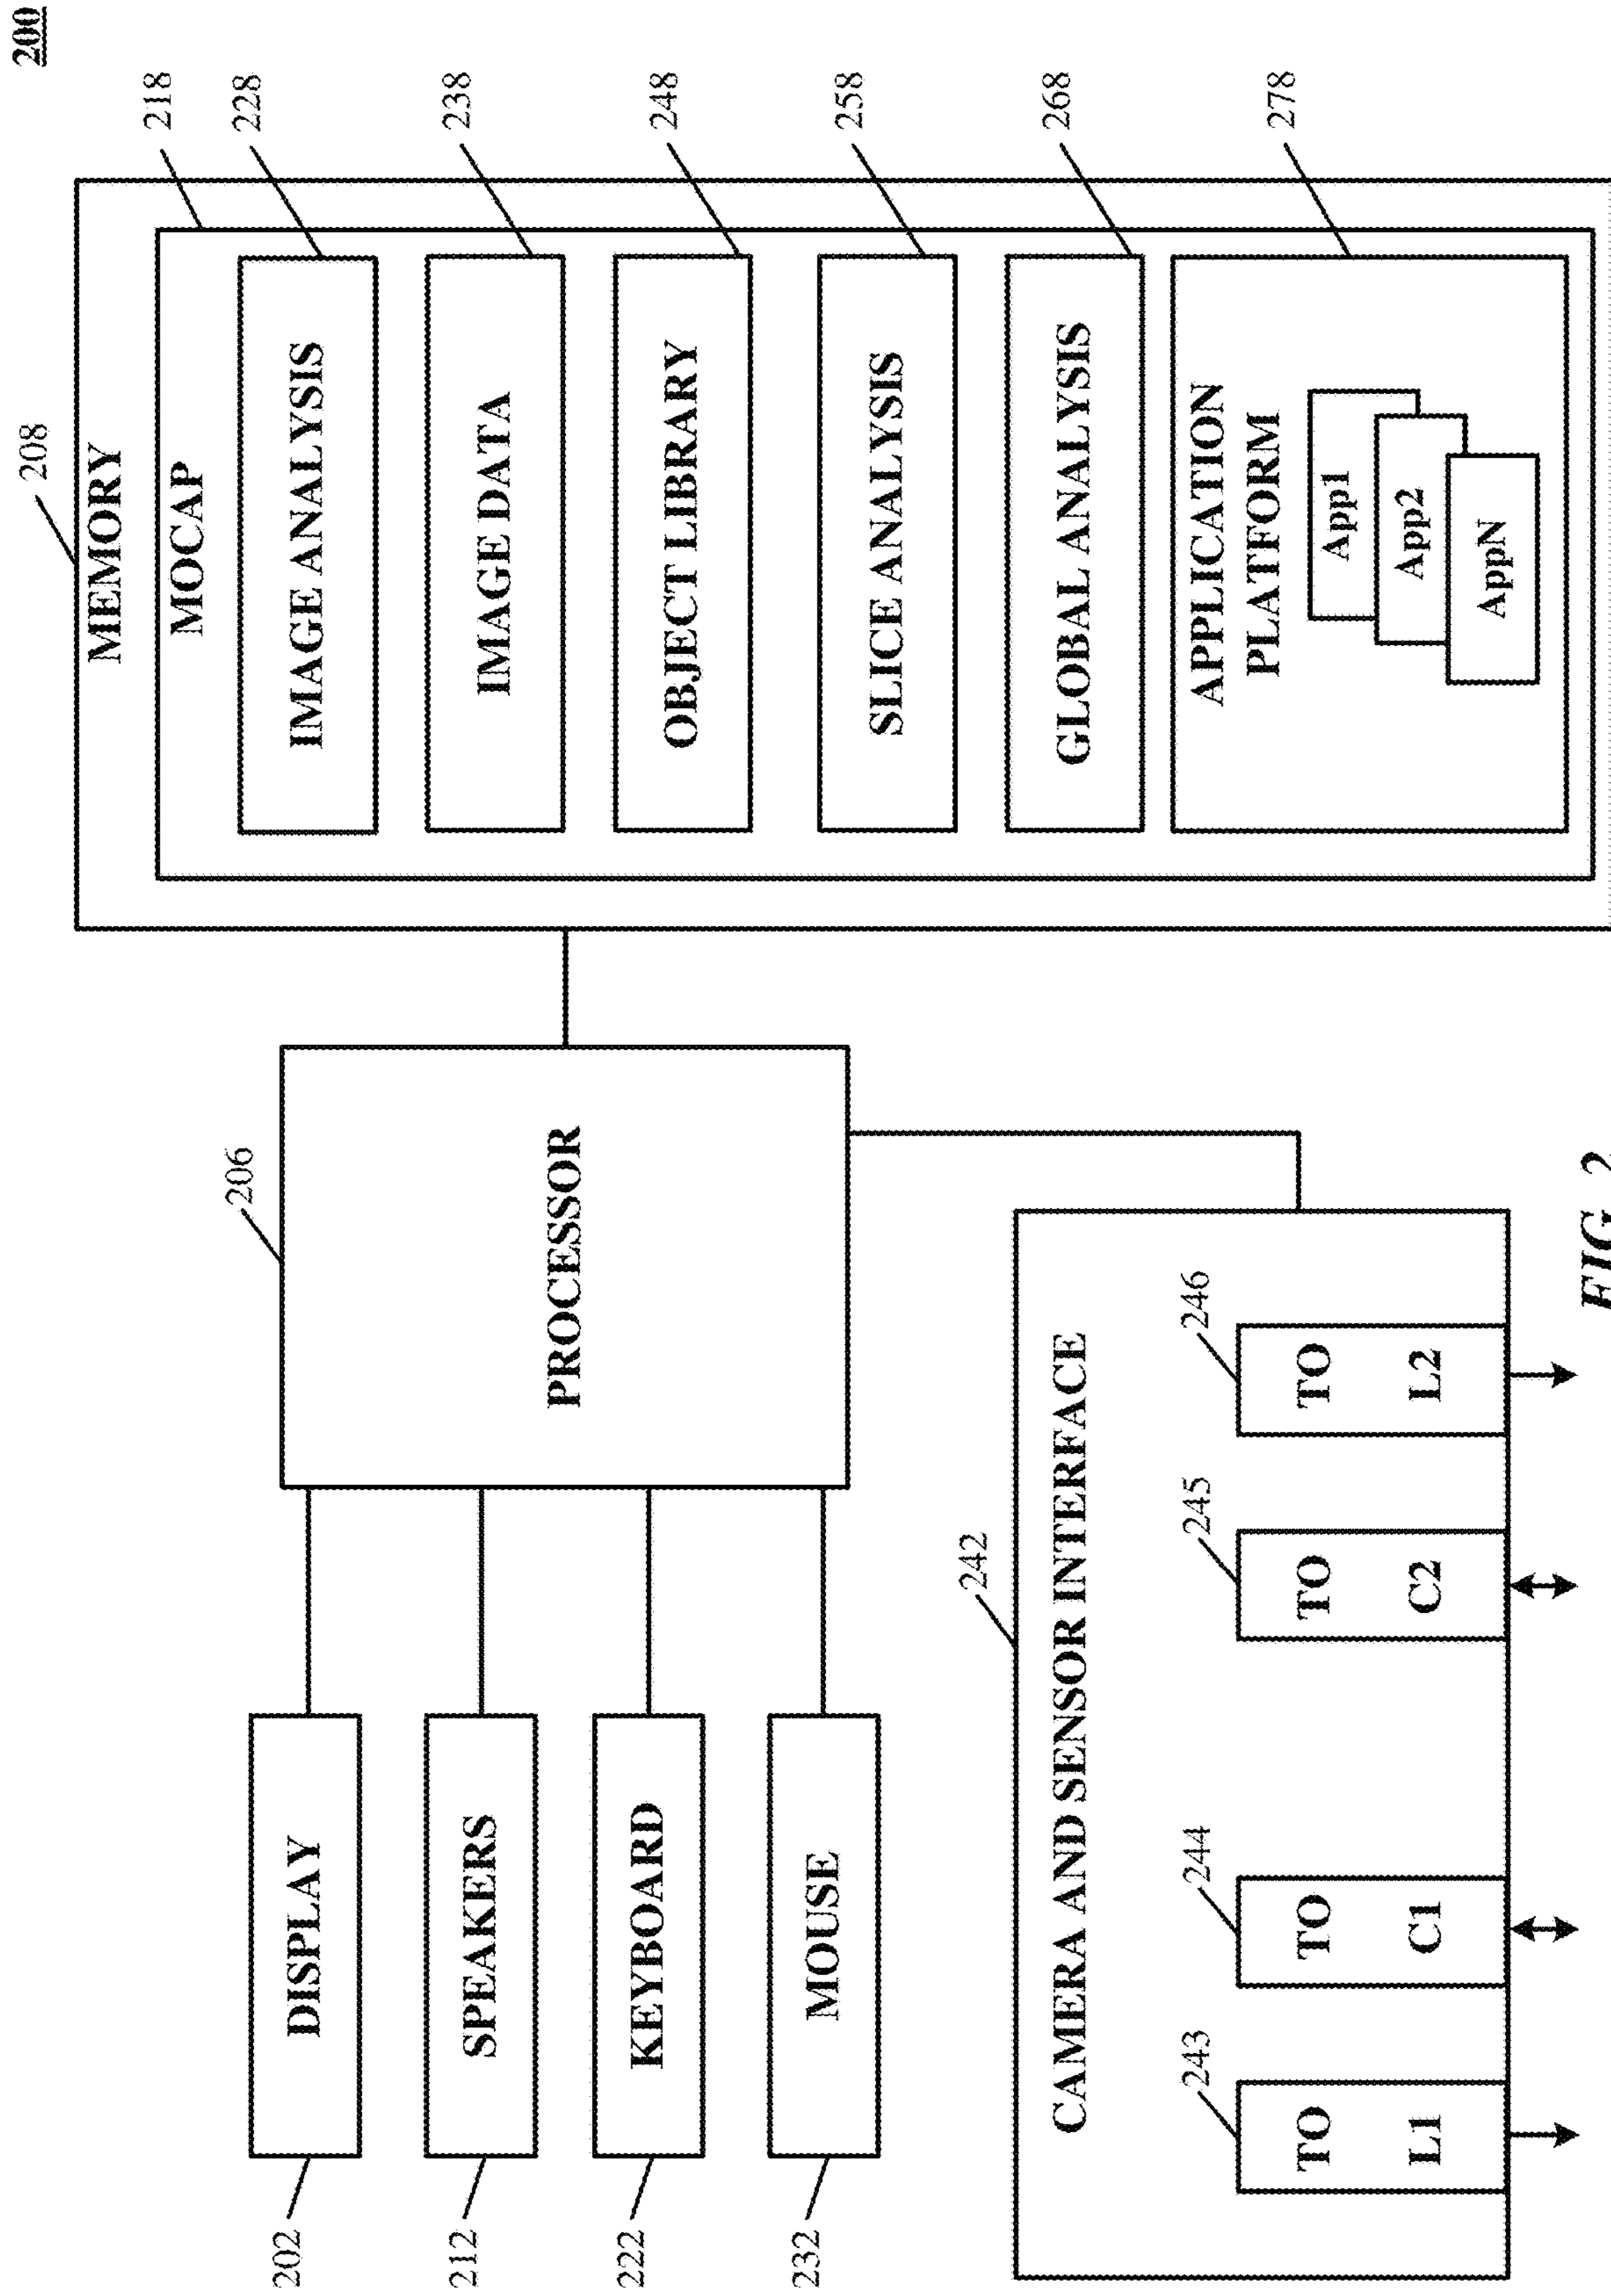 200
208
MEMORY
218
MOCAP
228
IMAGE ANALYSIS
238
IMAGE DATA
248
OBJECT LIBRARY
258
SLICE ANALYSIS
268
GLOBAL ANALYSIS
278
APPLICATION
PLATFORM
App1
App2
AppN
206
PROCESSOR
202
DISPLAY
212
SPEAKERS
222
KEYBOARD
232
MOUSE
242
CAMERA AND SENSOR INTERFACE
243
TO
L1
244
TO
C1
245
TO
C2
246
TO
L2
FIG. 2